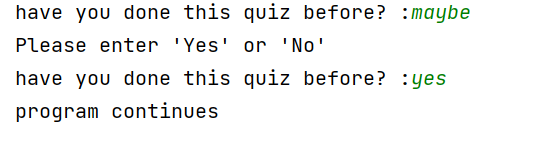 have you done this quiz before? :maybe
Please enter 'Yes' or 'No'
have you done this quiz before? :yes
program continues